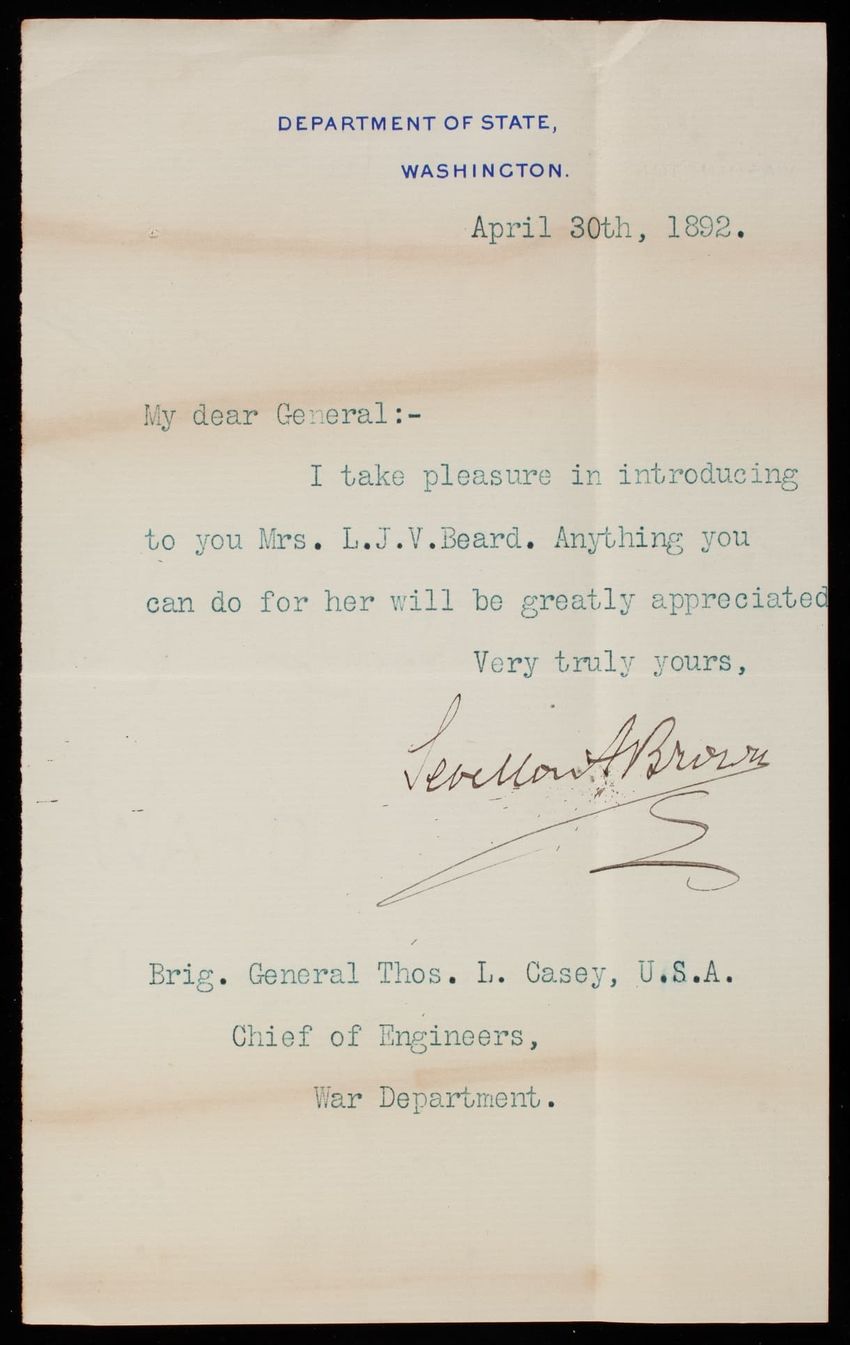 DEPARTMENT OF STATE,
WASHINGTON.
April 30th, 1892.
My dear General:-
I take pleasure in introducing
to you Mrs. L.J.V.Beard. Anything you
can do for her will be greatly appreciated
Very truly yours,
Sevellon A Brown
Brig. General Thos. L. Casey, U.S.A.
Chief of Engineers,
War Department.